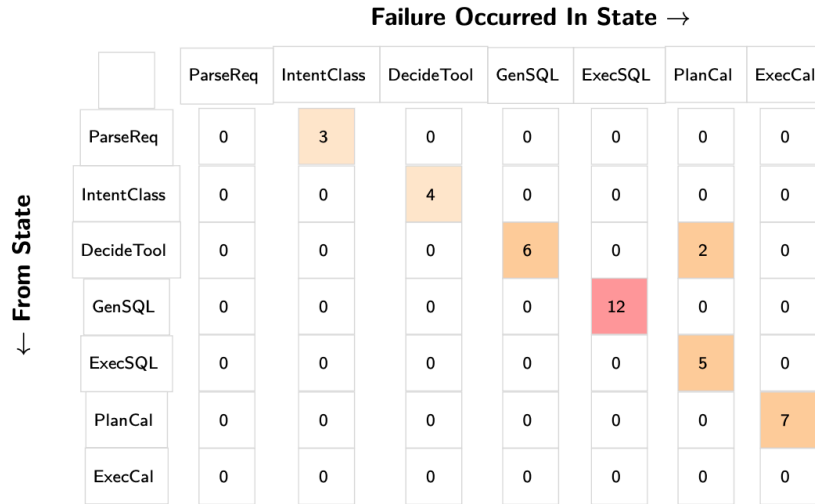 Failure Occurred In State →
ParseReq IntentClass DecideTool GenSQL ExecSQL PlanCal ExecCal
← From State
ParseReq 0 3 0 0 0 0 0
IntentClass 0 0 4 0 0 0 0
DecideTool 0 0 0 6 0 2 0
GenSQL 0 0 0 0 12 0 0
ExecSQL 0 0 0 0 0 5 0
PlanCal 0 0 0 0 0 0 7
ExecCal 0 0 0 0 0 0 0